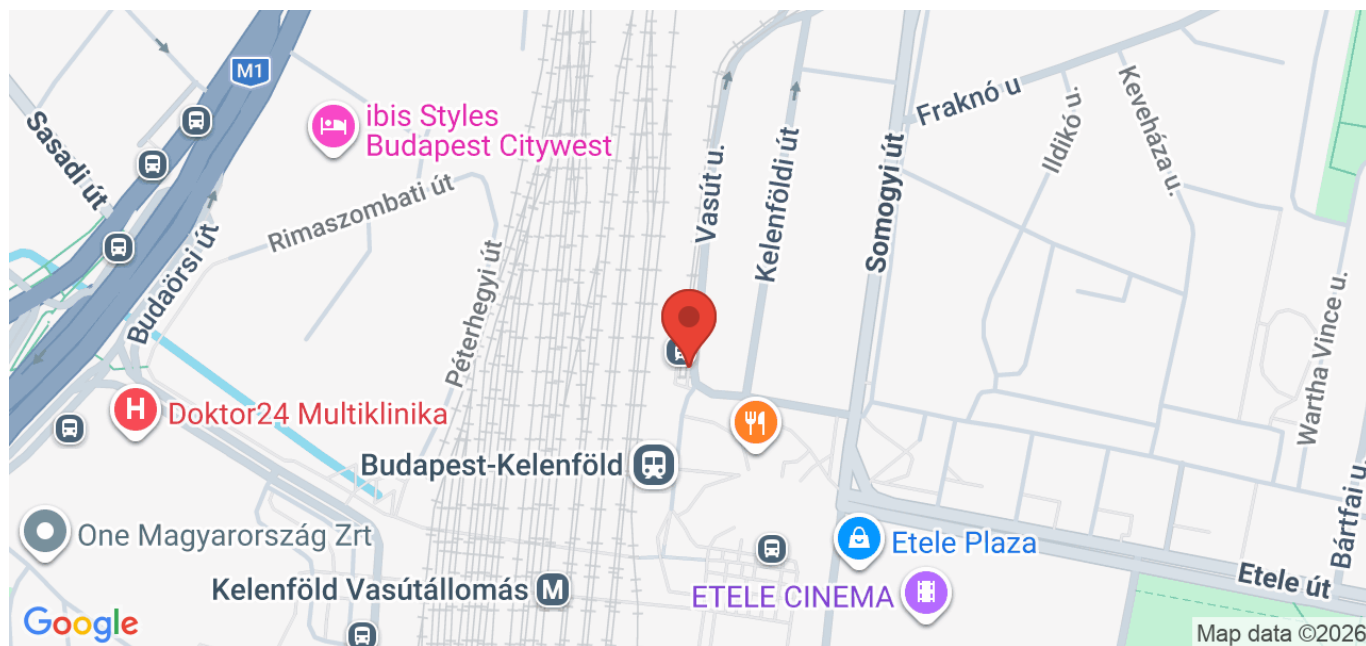 M1
ibis Styles
Budapest Citywest
Sasadi út
Rimaszombati út
Budaörsi út
Péterhegyi út
Vasút u.
Kelenföldi út
Somogyi út
Fraknó u
Ildikó u.
Keveháza u.
Wartha Vince u.
Bártfai u.
H
Doktor24 Multiklinika
Budapest-Kelenföld
One Magyarország Zrt
Etele Plaza
Kelenföld Vasútállomás M
ETELE CINEMA
Etele út
Google
Map data ©2026